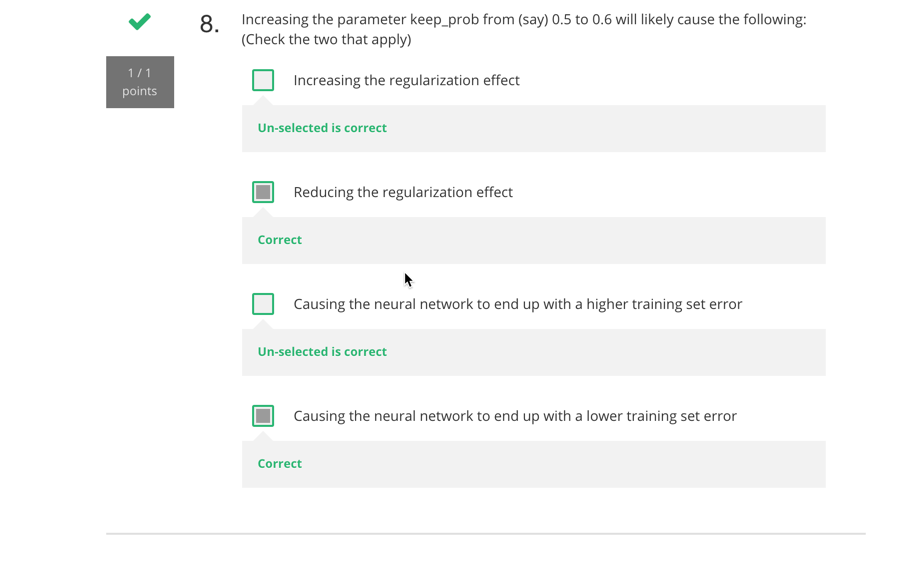 8.
Increasing the parameter keep_prob from (say) 0.5 to 0.6 will likely cause the following:
(Check the two that apply)
1 / 1
points
Increasing the regularization effect
Un-selected is correct
Reducing the regularization effect
Correct
Causing the neural network to end up with a higher training set error
Un-selected is correct
Causing the neural network to end up with a lower training set error
Correct